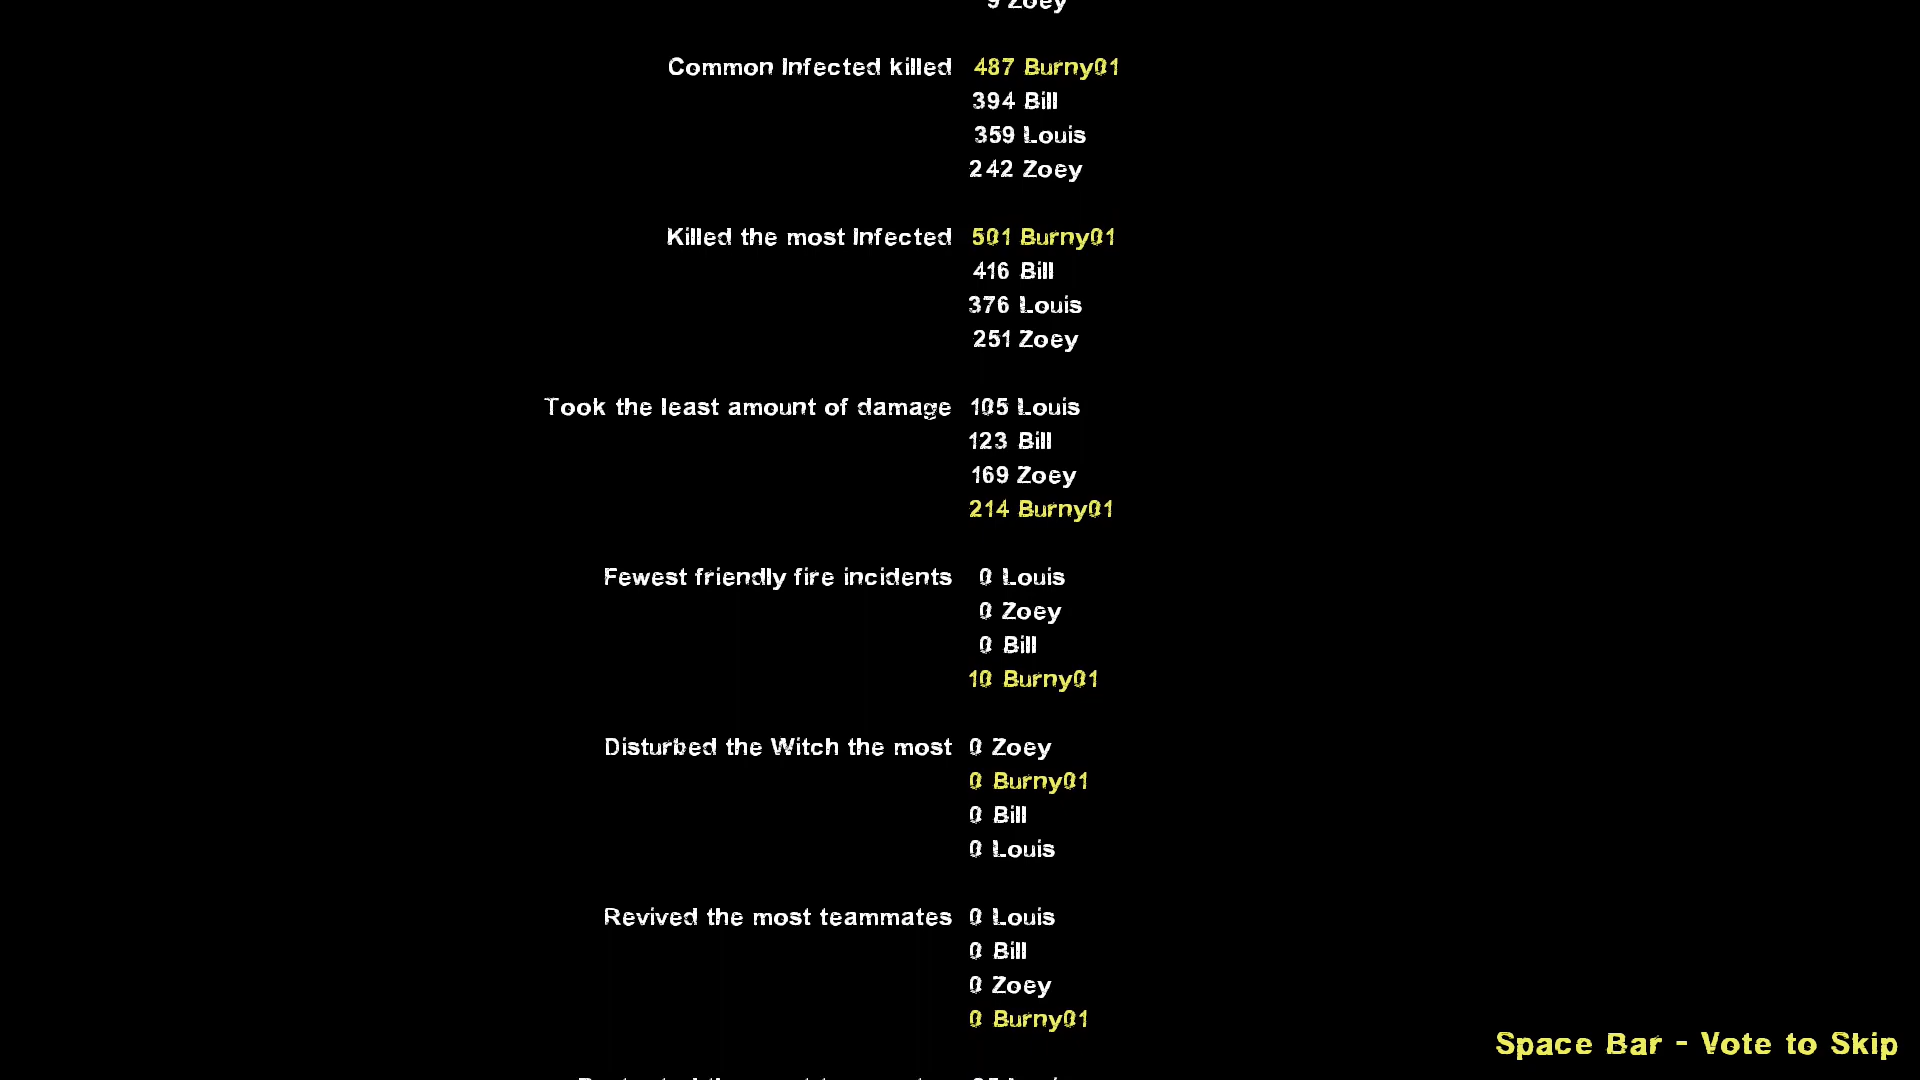 9 Zoey
Common Infected killed 487 Burny01
394 Bill
359 Louis
242 Zoey
Killed the most Infected 501 Burny01
416 Bill
376 Louis
251 Zoey
Took the least amount of damage 105 Louis
123 Bill
169 Zoey
214 Burny01
Fewest friendly fire incidents 0 Louis
0 Zoey
0 Bill
10 Burny01
Disturbed the Witch the most 0 Zoey
0 Burny01
0 Bill
0 Louis
Revived the most teammates 0 Louis
0 Bill
0 Zoey
0 Burny01
Space Bar - Vote to Skip